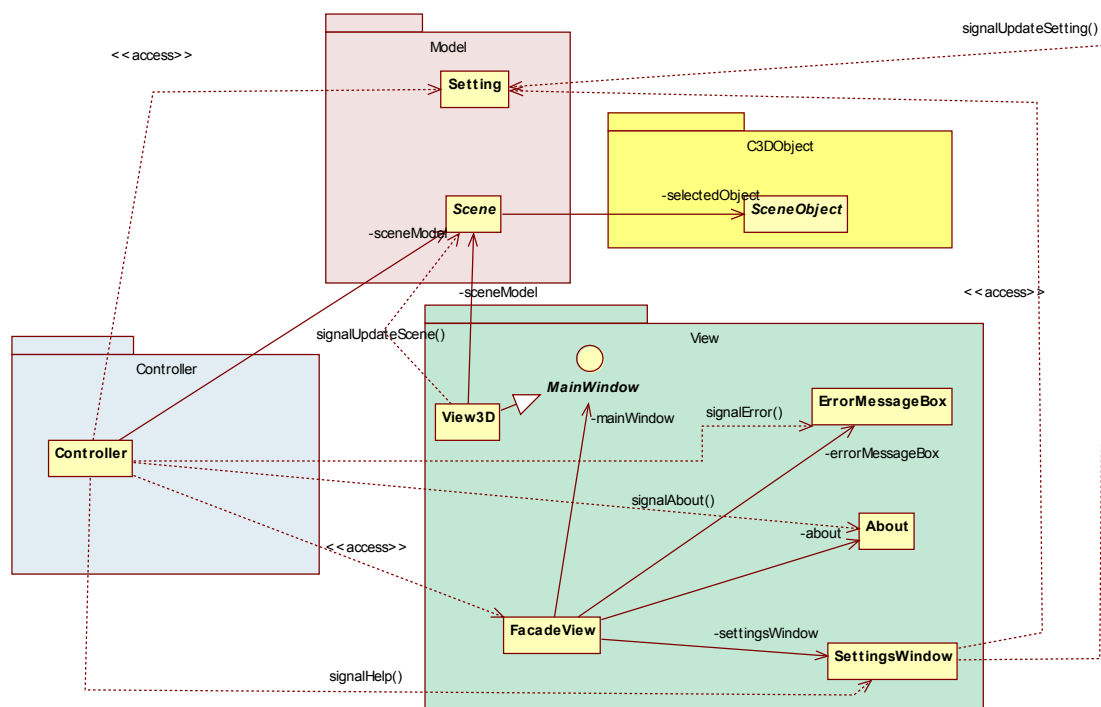 signalUpdateSetting()
Model
<<access>>
Setting
C3DObject
-selectedObject
Scene
SceneObject
-sceneModel
-sceneModel
<<access>>
signalUpdateScene()
View
Controller
MainWindow
ErrorMessageBox
View3D
-mainWindow
signalError()
Controller
-errorMessageBox
signalAbout()
About
-about
<<access>>
FacadeView
-settingsWindow
SettingsWindow
signalHelp()